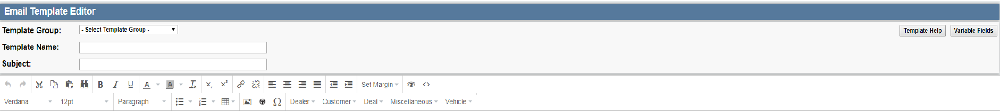 Email Template Editor
Template Group: - Select Template Group - Template Help Variable Fields
Template Name:
Subject:
B I U A A Set Margin
Verdana 12pt Paragraph Ω Dealer Customer Deal Miscellaneous Vehicle